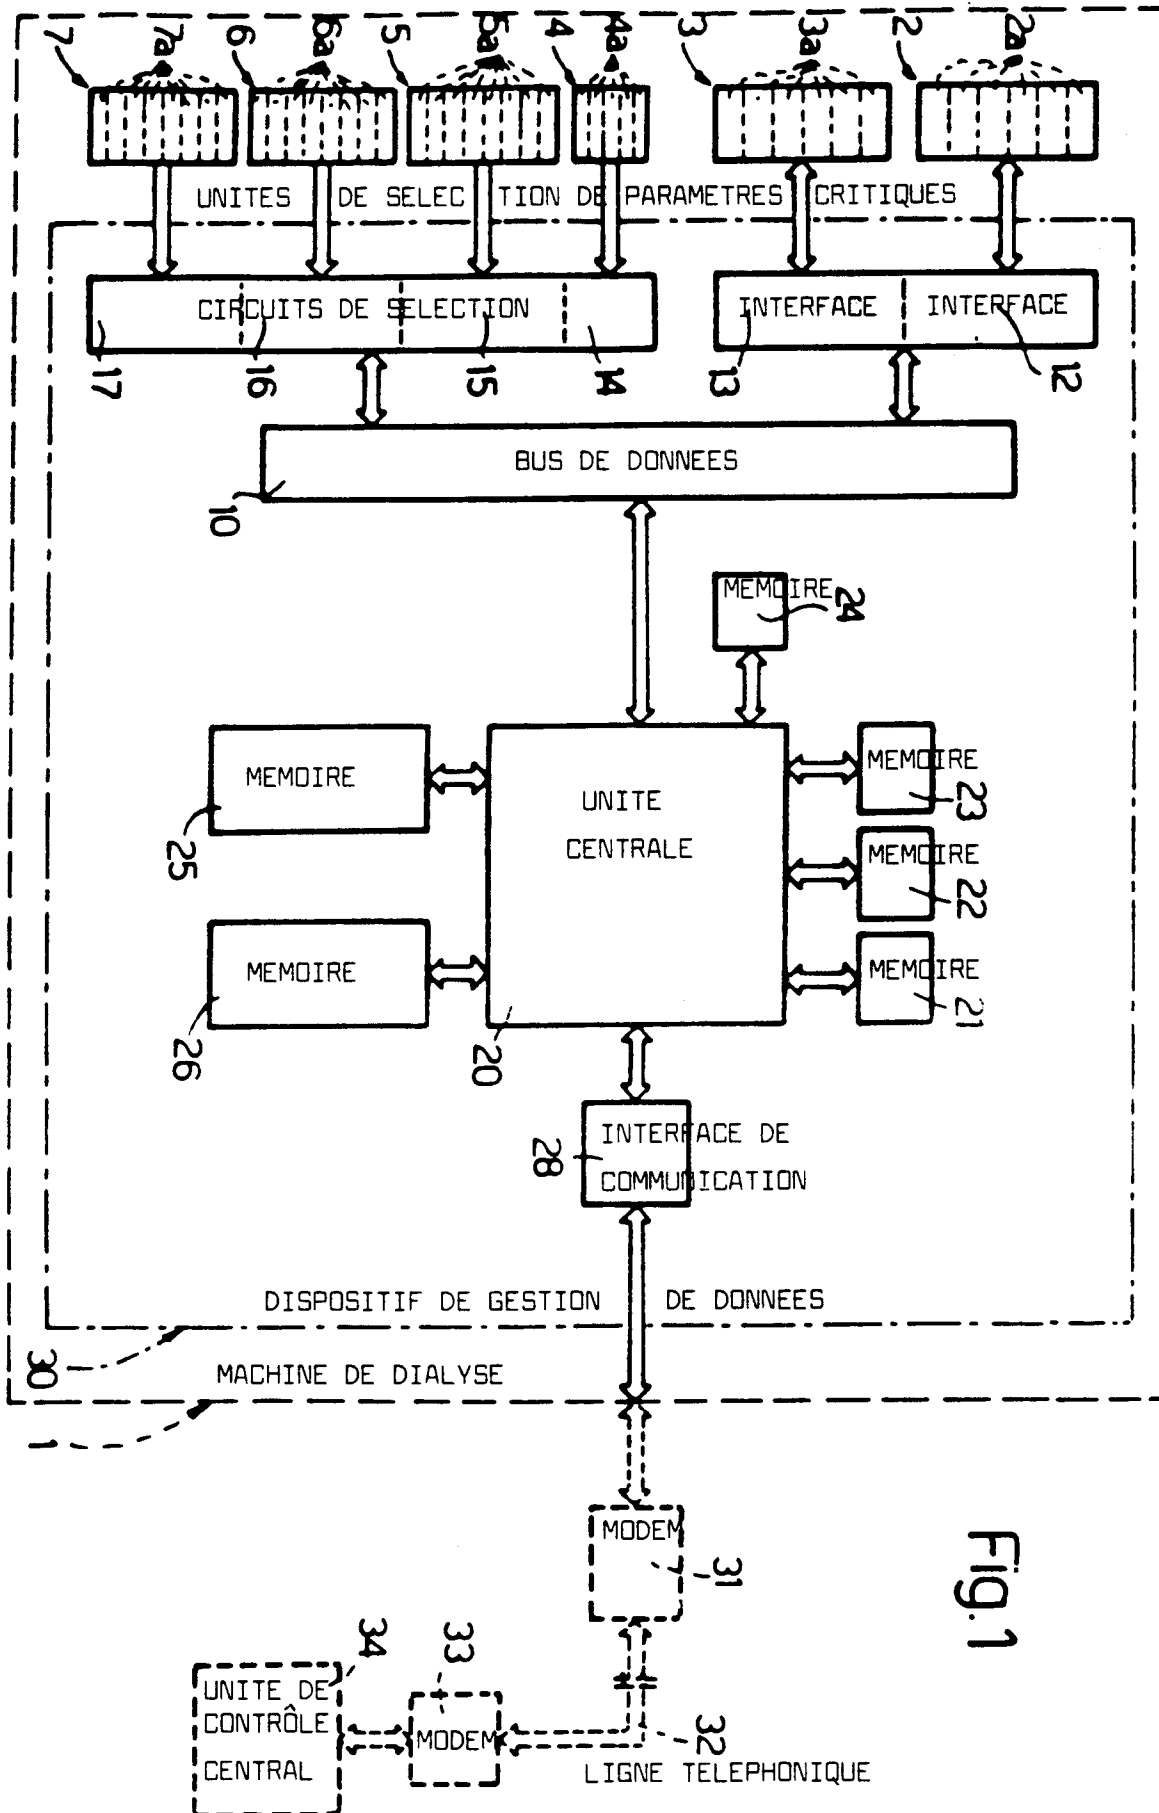 7a 6a 5a 4a 3a 2a
7 6 5 4 3 2
UNITES DE SELECTION DE PARAMETRES CRITIQUES
CIRCUITS DE SELECTION
INTERFACE
INTERFACE
17 16 15 14 13 12
BUS DE DONNEES
10
MEMOIRE
24
MEMOIRE
25
UNITE
CENTRALE
20
MEMOIRE
23
MEMOIRE
22
MEMOIRE
21
MEMOIRE
26
INTERFACE DE
COMMUNICATION
28
DISPOSITIF DE GESTION DE DONNEES
30
MACHINE DE DIALYSE
1
MODEM
31
Fig.1
34
33
UNITE DE
CONTRÔLE
CENTRAL
MODEM
32
LIGNE TELEPHONIQUE